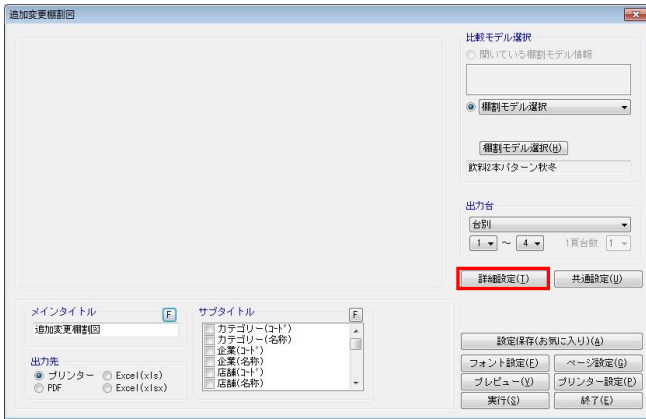 追加変更棚割図
比較モデル選択
開いている棚割モデル情報
棚割モデル選択
棚割モデル選択(H)
飲料2本パターン秋冬
出力台
台別
1 ～ 4 1頁台数 1
詳細設定(I) 共通設定(U)
メインタイトル F
追加変更棚割図
サブタイトル F
カテゴリー(コード)
カテゴリー(名称)
企業(コード)
企業(名称)
店舗(コード)
店舗(名称)
出力先
プリンター Excel(xls)
PDF Excel(xlsx)
設定保存(お気に入り)(A)
フォント設定(F) ページ設定(G)
プレビュー(V) プリンター設定(P)
実行(S) 終了(E)